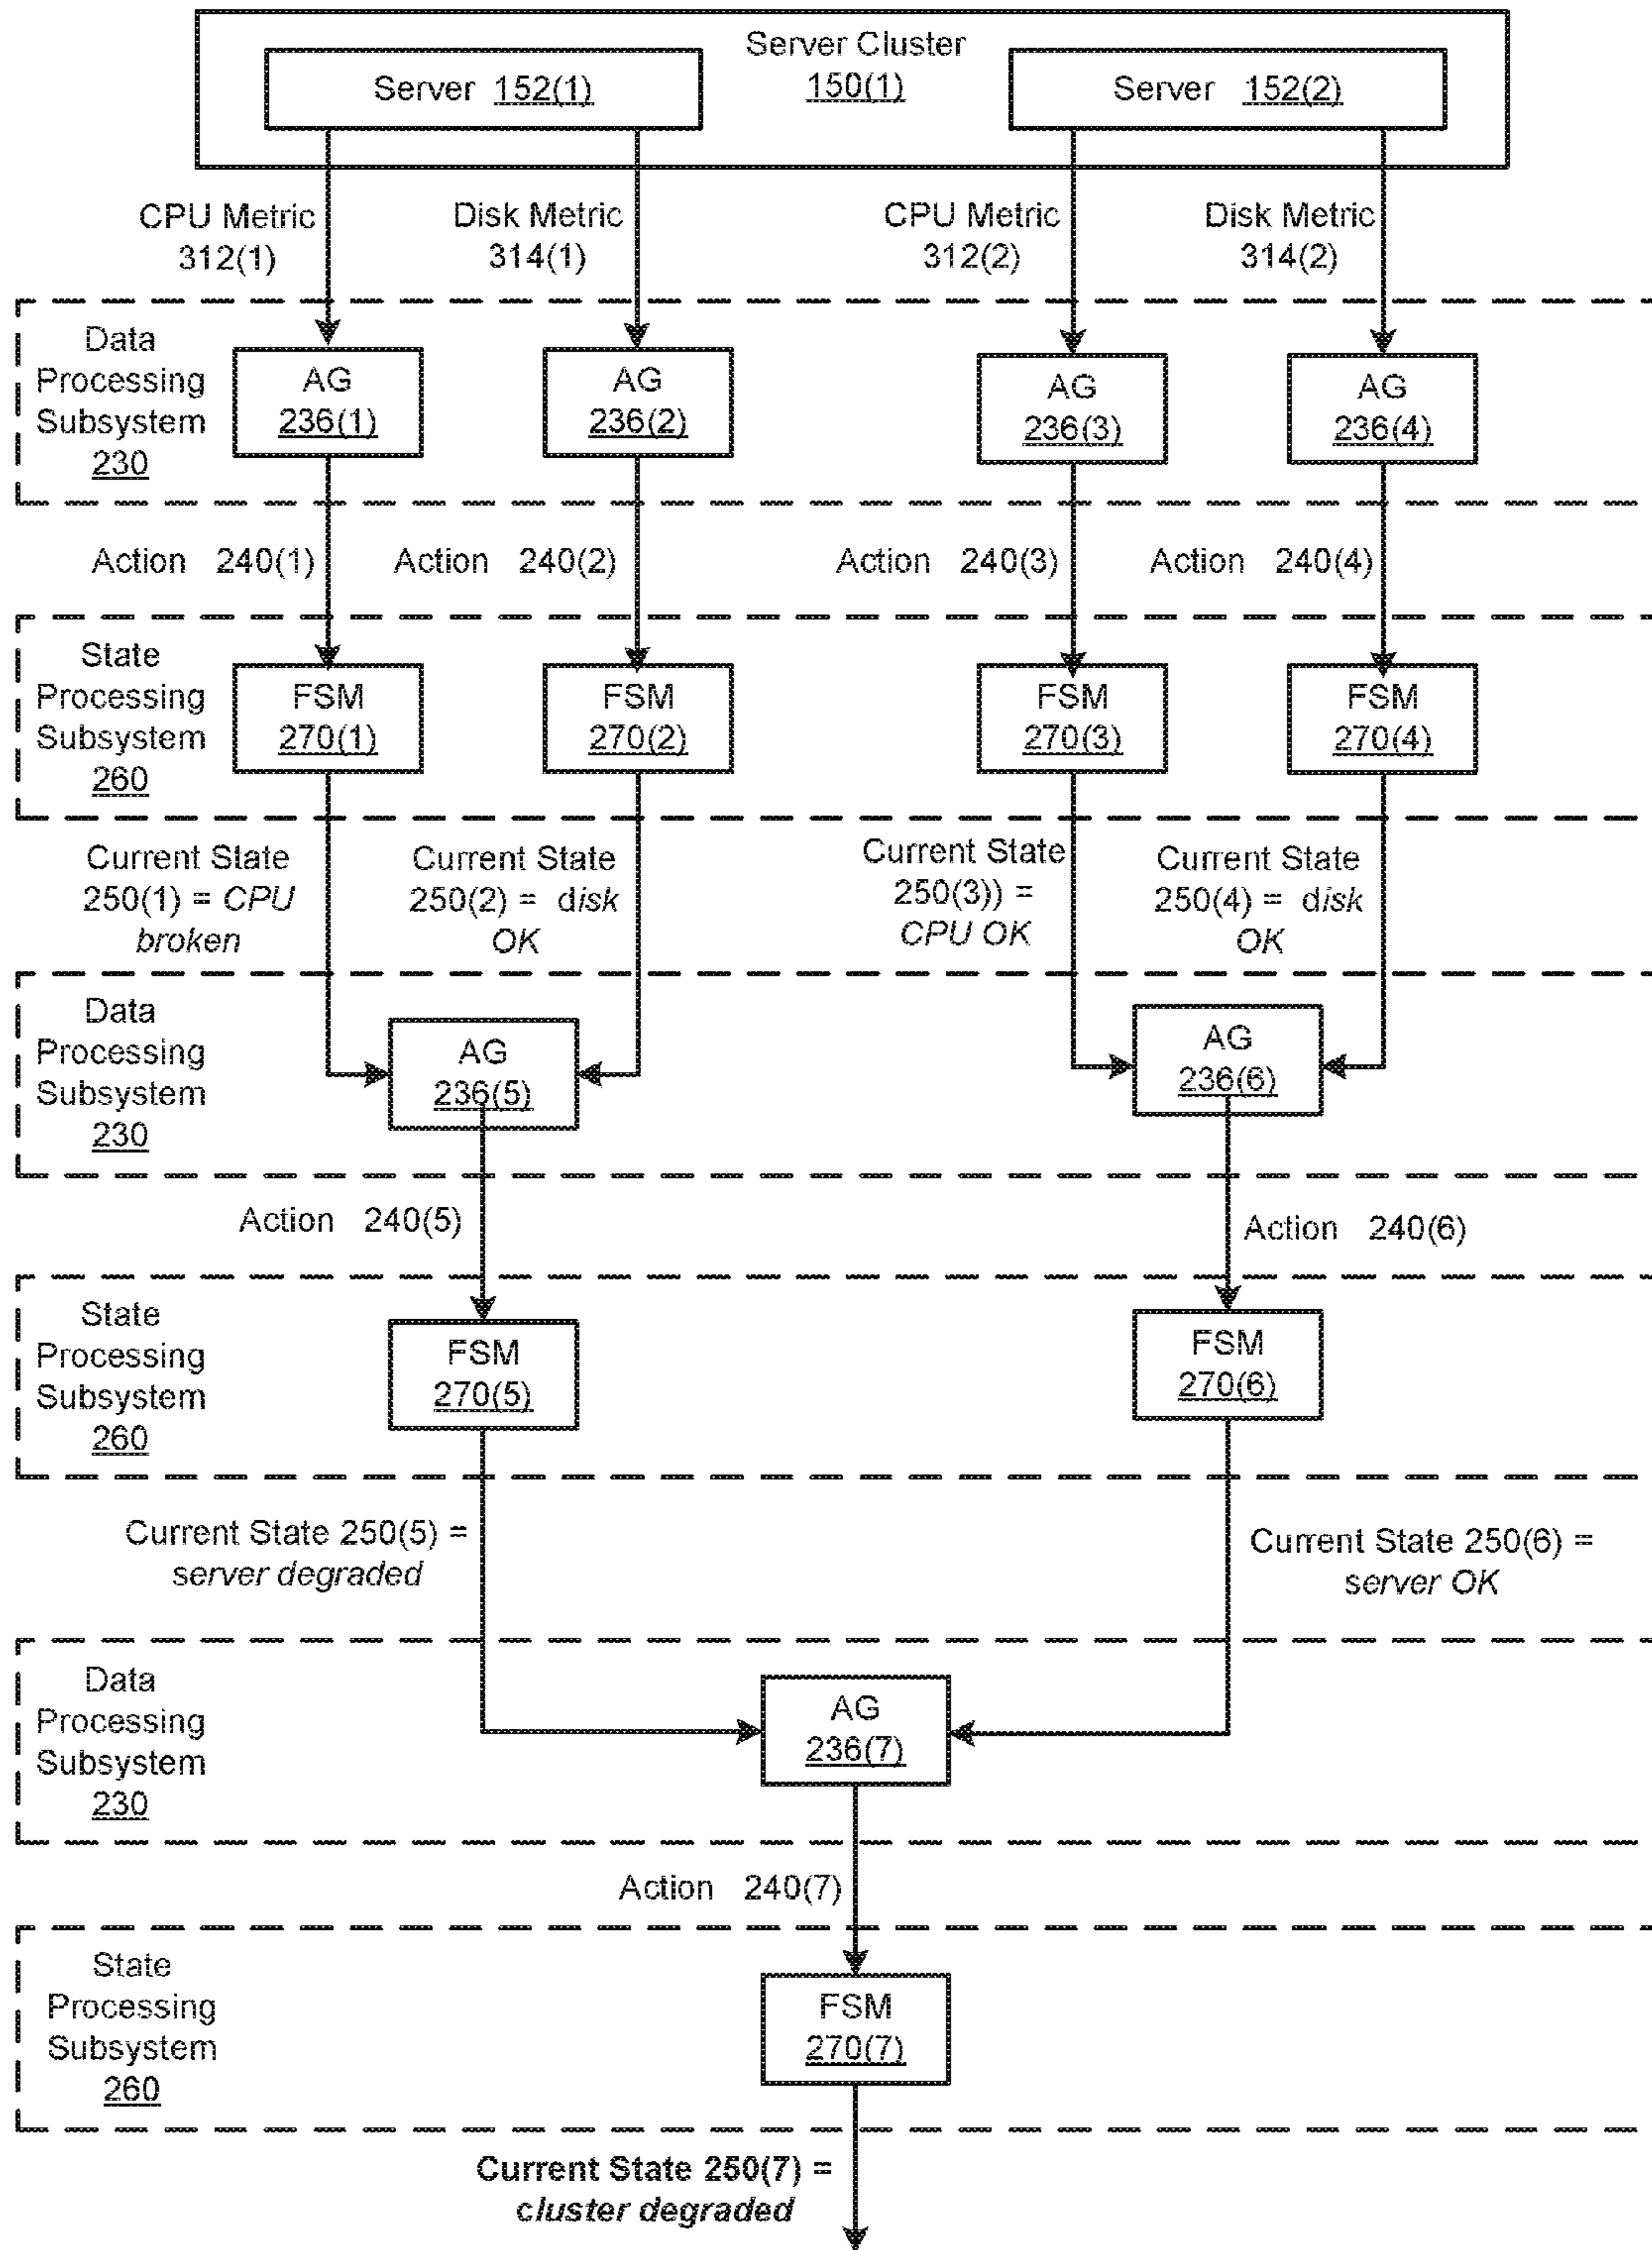 Server Cluster
150(1)
Server 152(1)
Server 152(2)
CPU Metric
312(1)
Disk Metric
314(1)
CPU Metric
312(2)
Disk Metric
314(2)
Data
Processing
Subsystem
230
AG
236(1)
AG
236(2)
AG
236(3)
AG
236(4)
Action 240(1)
Action 240(2)
Action 240(3)
Action 240(4)
State
Processing
Subsystem
260
FSM
270(1)
FSM
270(2)
FSM
270(3)
FSM
270(4)
Current State
250(1) = CPU
broken
Current State
250(2) = disk
OK
Current State
250(3)) =
CPU OK
Current State
250(4) = disk
OK
Data
Processing
Subsystem
230
AG
236(5)
AG
236(6)
Action 240(5)
Action 240(6)
State
Processing
Subsystem
260
FSM
270(5)
FSM
270(6)
Current State 250(5) =
server degraded
Current State 250(6) =
server OK
Data
Processing
Subsystem
230
AG
236(7)
Action 240(7)
State
Processing
Subsystem
260
FSM
270(7)
Current State 250(7) =
cluster degraded